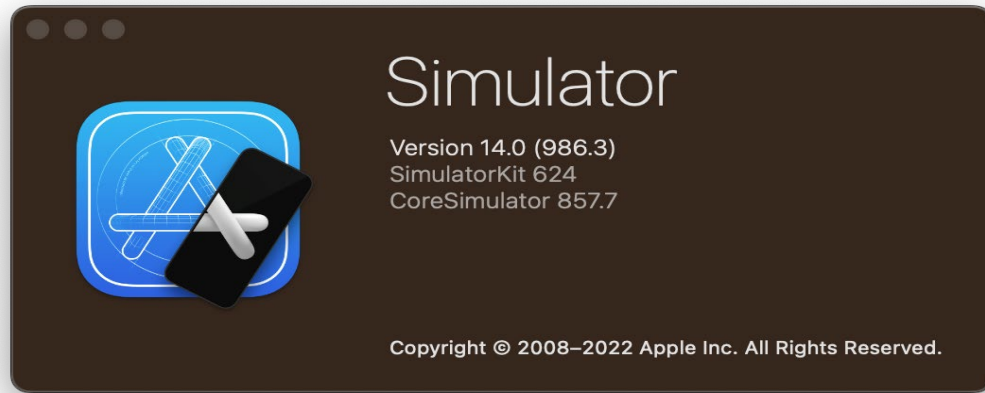 Simulator
Version 14.0 (986.3)
SimulatorKit 624
CoreSimulator 857.7
Copyright © 2008–2022 Apple Inc. All Rights Reserved.